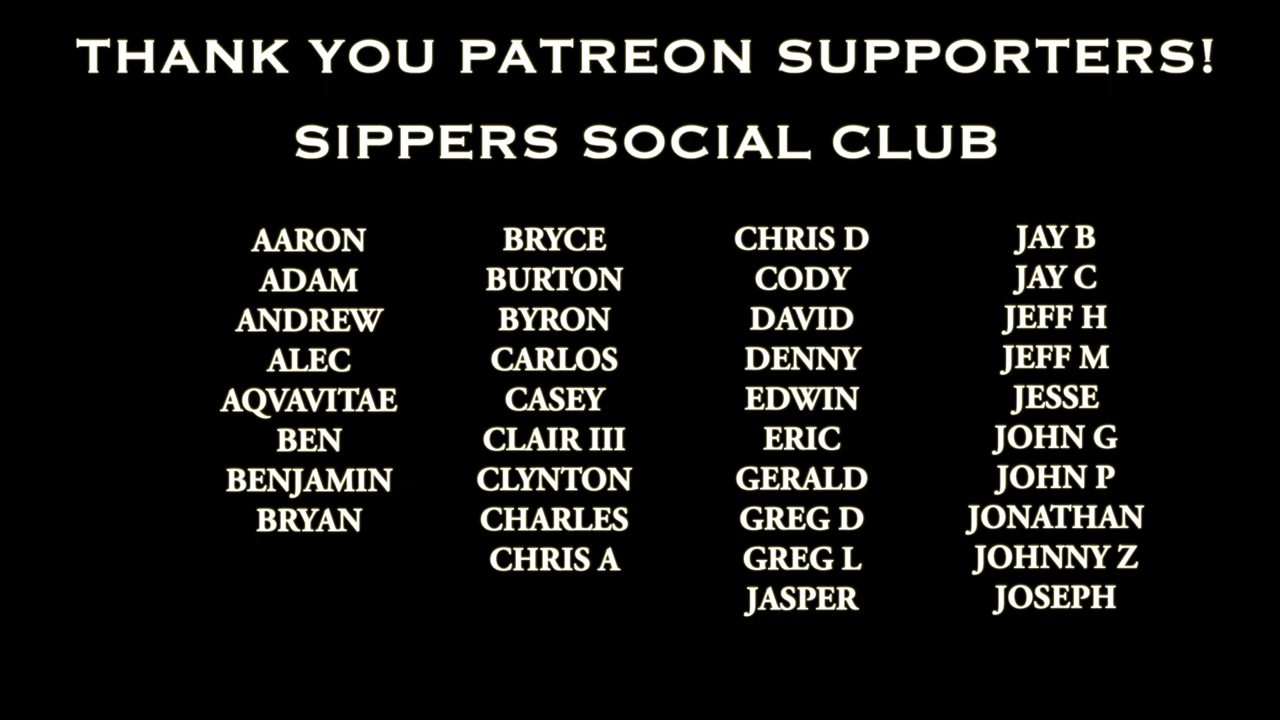 THANK YOU PATREON SUPPORTERS!
SIPPERS SOCIAL CLUB
AARON
ADAM
ANDREW
ALEC
AQVAVITAE
BEN
BENJAMIN
BRYAN
BRYCE
BURTON
BYRON
CARLOS
CASEY
CLAIR III
CLYNTON
CHARLES
CHRIS A
CHRIS D
CODY
DAVID
DENNY
EDWIN
ERIC
GERALD
GREG D
GREG L
JASPER
JAY B
JAY C
JEFF H
JEFF M
JESSE
JOHN G
JOHN P
JONATHAN
JOHNNY Z
JOSEPH